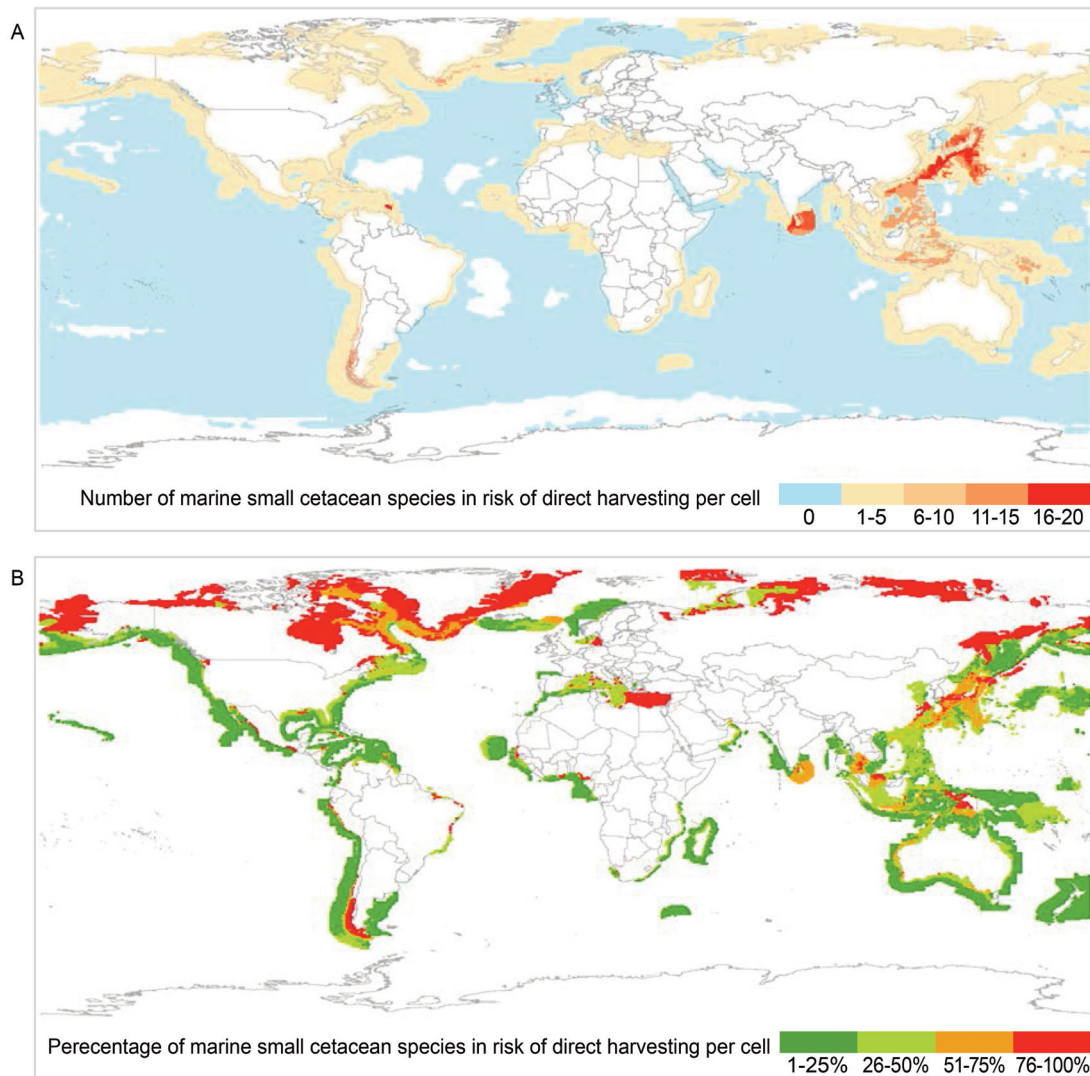 A
Number of marine small cetacean species in risk of direct harvesting per cell
0 1-5 6-10 11-15 16-20
B
Perecentage of marine small cetacean species in risk of direct harvesting per cell
1-25% 26-50% 51-75% 76-100%